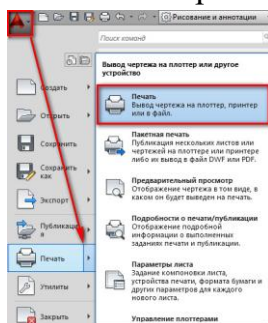 Рисование и аннотации
Поиск команд
Вывод чертежа на плоттер или другое
устройство
Создать
Открыть
Сохранить
Сохранить
как
Экспорт
Публикаци
я
Печать
Утилиты
Закрыть
Печать
Вывод чертежа на плоттер, принтер
или в файл.
Пакетная печать
Публикация нескольких листов или
чертежей на плоттере или принтере
либо их вывод в файл DWF или PDF.
Предварительный просмотр
Отображение чертежа в том виде, в
каком он будет выведен на печать.
Подробности о печати/публикации
Отображение подробной
информации о выполненных
заданиях печати и публикации.
Параметры листа
Задание компоновки листа,
устройства печати, формата бумаги и
других параметров для каждого
нового листа.
Управление плоттерами